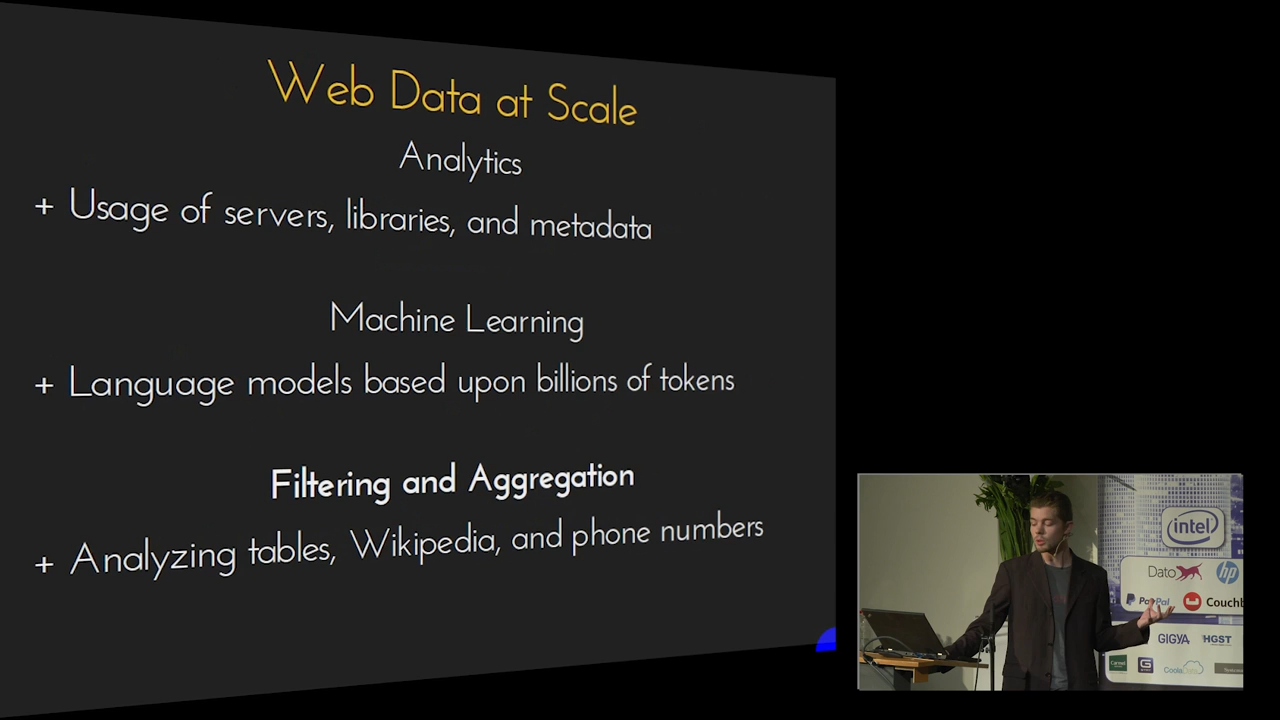 Web Data at Scale
Analytics
+ Usage of servers, libraries, and metadata
Machine Learning
+ Language models based upon billions of tokens
Filtering and Aggregation
+ Analyzing tables, Wikipedia, and phone numbers
intel
Dato
hp
PayPal
Couchb
GIGYA
HGST